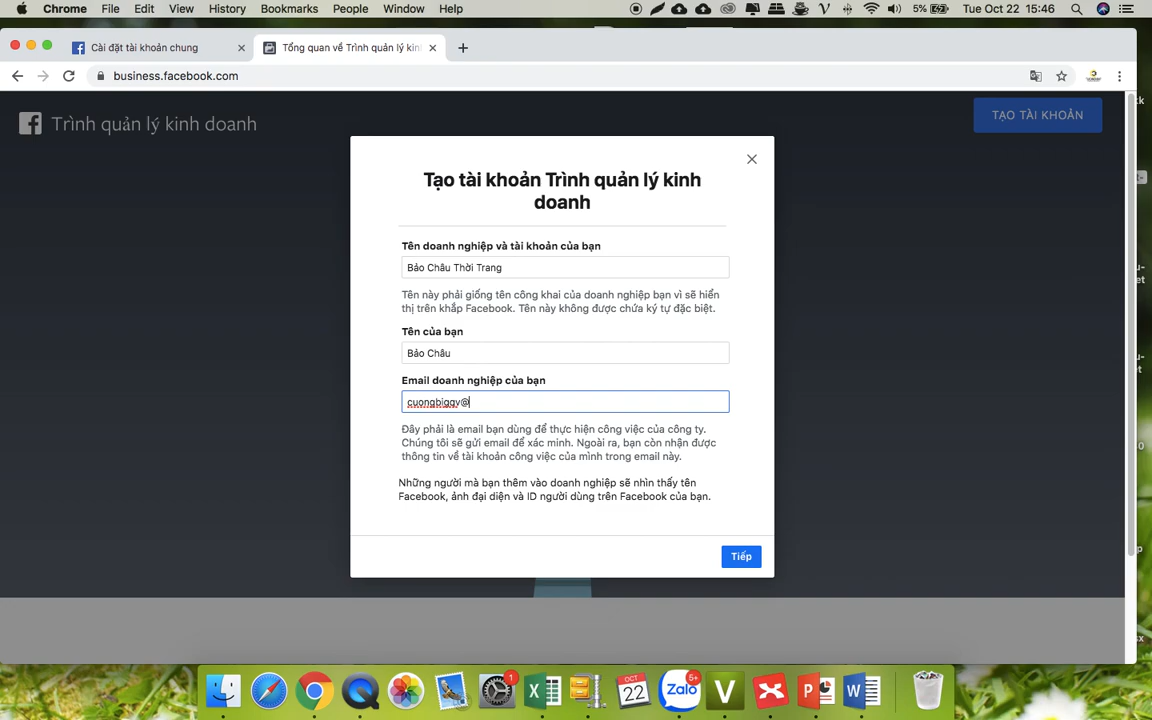 Chrome File Edit View History Bookmarks People Window Help 5% Tue Oct 22 15:46
Cài đặt tài khoản chung
Tổng quan về Trình quản lý kin
business.facebook.com
Trình quản lý kinh doanh
TẠO TÀI KHOẢN
Tạo tài khoản Trình quản lý kinh
doanh
Tên doanh nghiệp và tài khoản của bạn
Bảo Châu Thời Trang
Tên này phải giống tên công khai của doanh nghiệp bạn vì sẽ hiển
thị trên khắp Facebook. Tên này không được chứa ký tự đặc biệt.
Tên của bạn
Bảo Châu
Email doanh nghiệp của bạn
cuongbiggv@
Đây phải là email bạn dùng để thực hiện công việc của công ty.
Chúng tôi sẽ gửi email để xác minh. Ngoài ra, bạn còn nhận được
thông tin về tài khoản công việc của mình trong email này.
Những người mà bạn thêm vào doanh nghiệp sẽ nhìn thấy tên
Facebook, ảnh đại diện và ID người dùng trên Facebook của bạn.
Tiếp
1
OCT
22
Zalo
5+
V